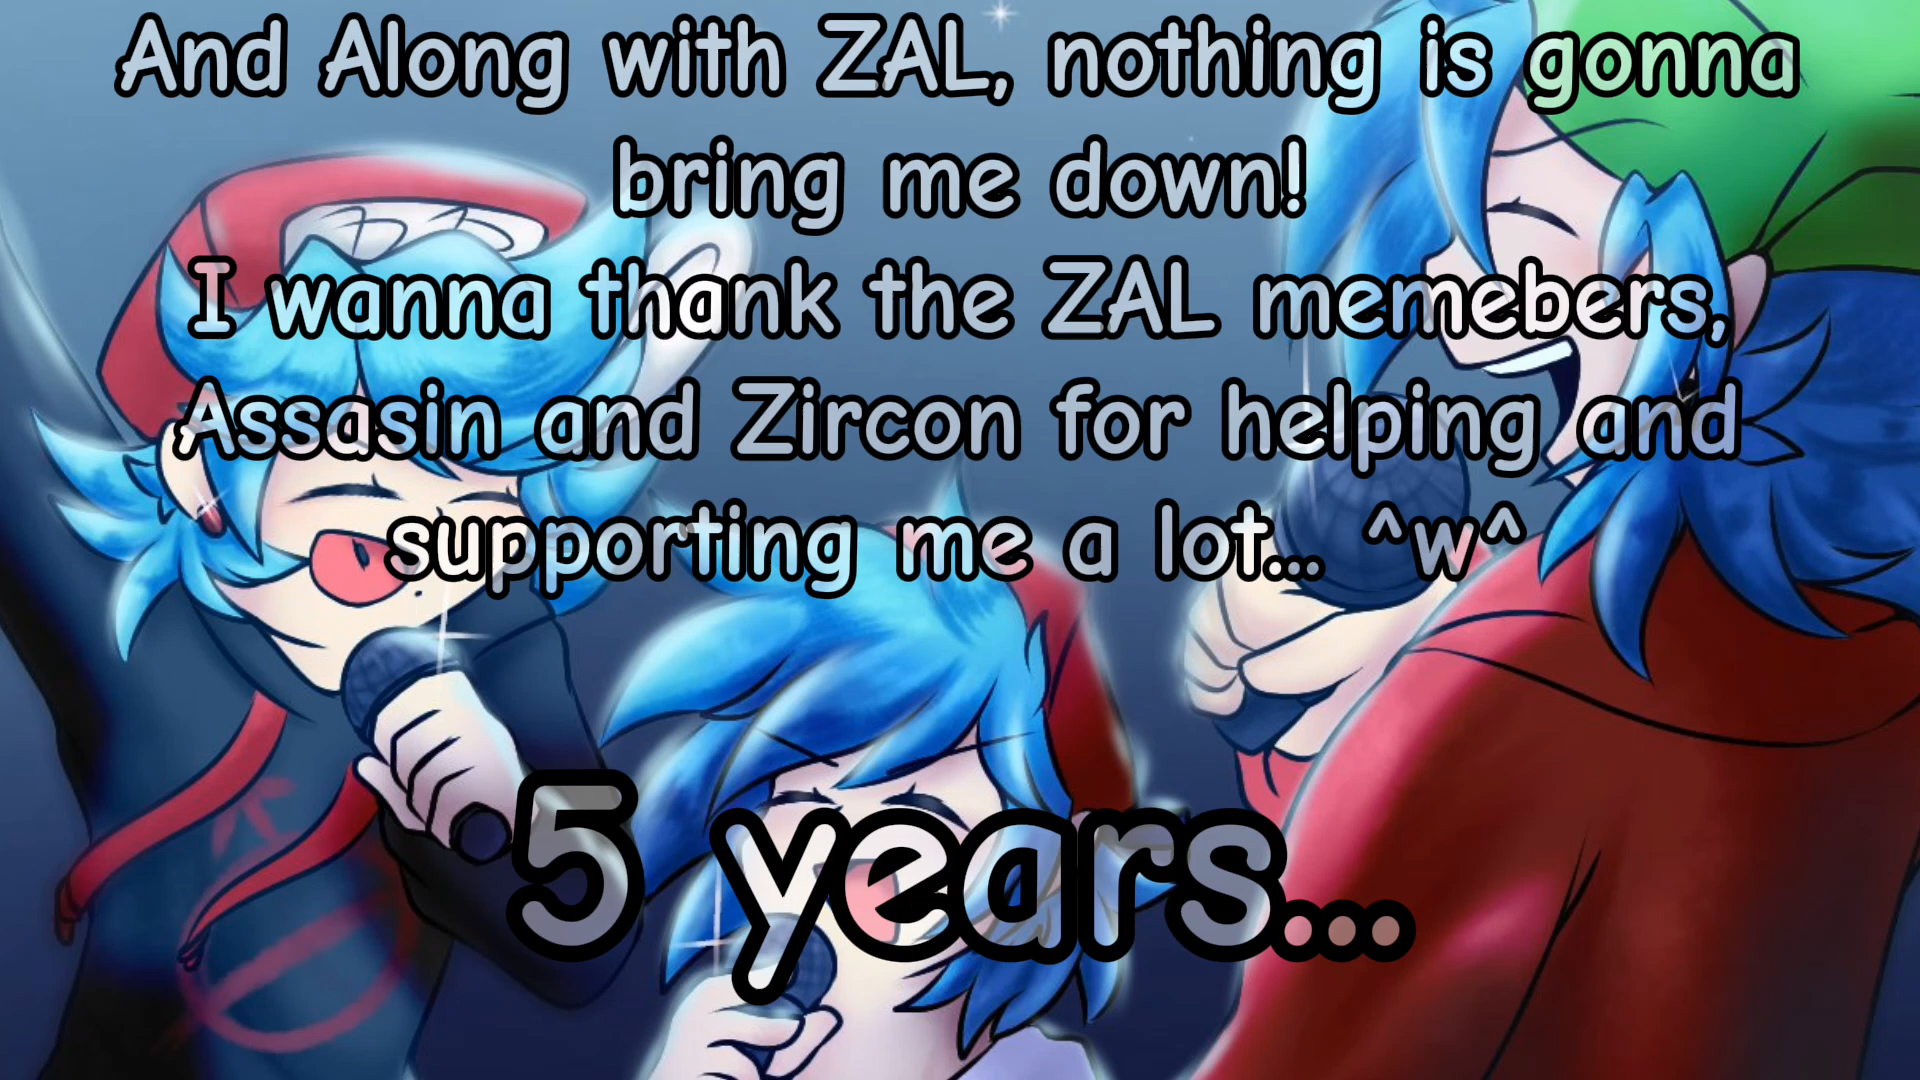 And Along with ZAL, nothing is gonna
bring me down!
I wanna thank the ZAL memebers,
Assasin and Zircon for helping and
supporting me a lot... ^w^
5 years...